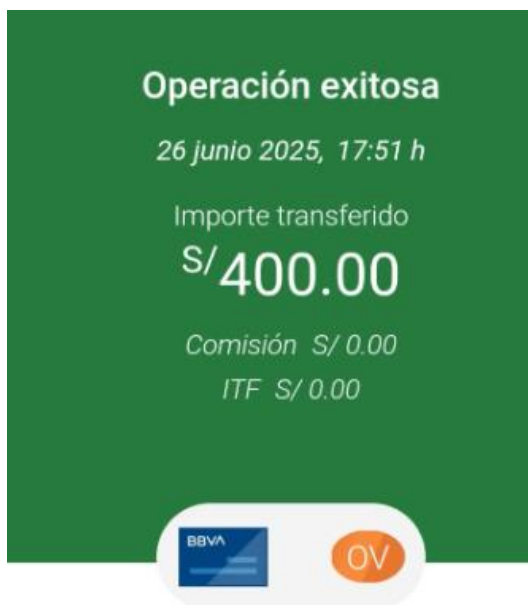 Operación exitosa
26 junio 2025, 17:51 h
Importe transferido
S/400.00
Comisión S/ 0.00
ITF S/ 0.00
BBVA OV